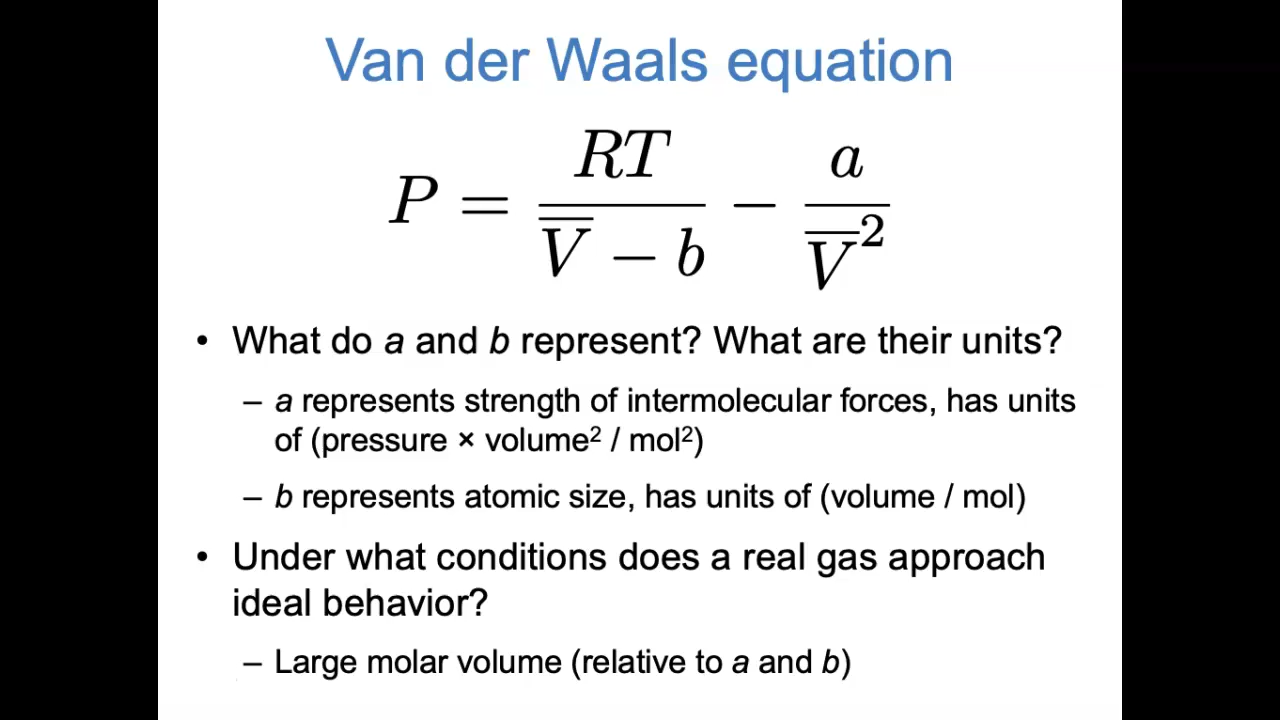 Van der Waals equation
P = RT / (V̅ − b) − a / V̅²
• What do a and b represent? What are their units?
– a represents strength of intermolecular forces, has units
of (pressure × volume² / mol²)
– b represents atomic size, has units of (volume / mol)
• Under what conditions does a real gas approach
ideal behavior?
– Large molar volume (relative to a and b)